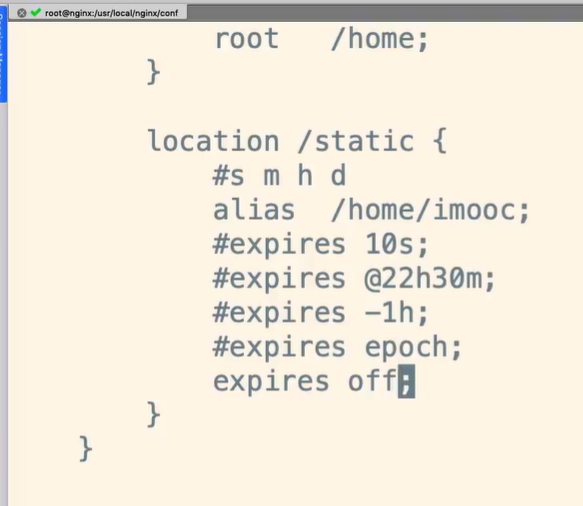 root@nginx:/usr/local/nginx/conf
root /home;
}
location /static {
#s m h d
alias /home/imooc;
#expires 10s;
#expires @22h30m;
#expires -1h;
#expires epoch;
expires off;
}
}